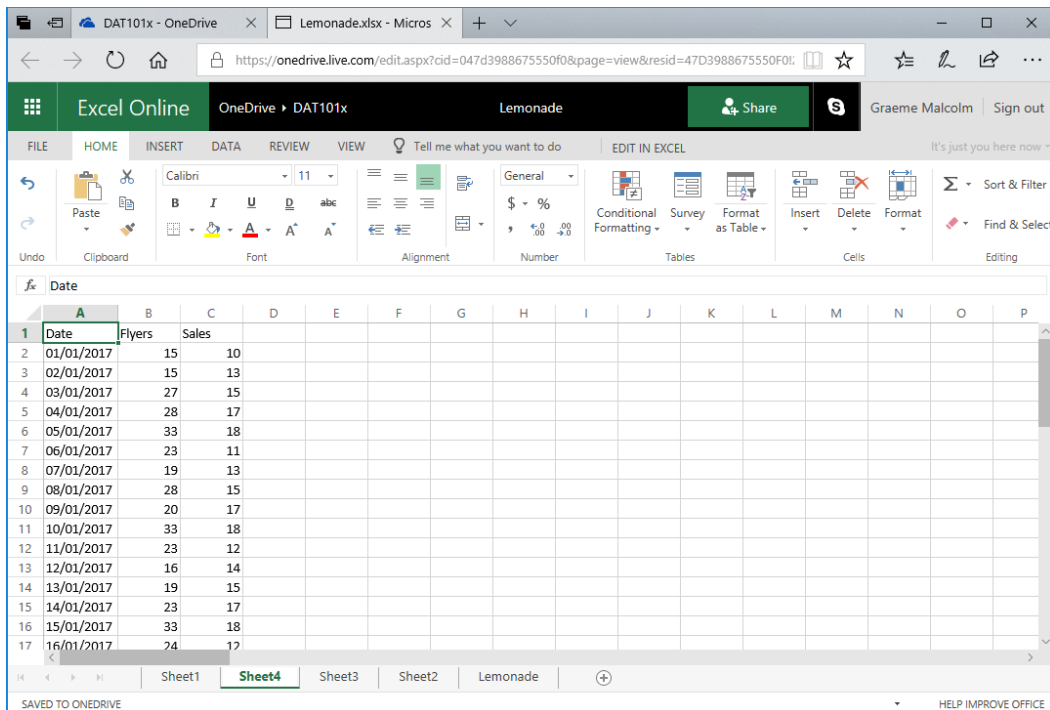 DAT101x - OneDrive
Lemonade.xlsx - Micros
https://onedrive.live.com/edit.aspx?cid=047d3988675550f0&page=view&resid=47D3988675550F0!
Excel Online OneDrive ▸ DAT101x Lemonade Share Graeme Malcolm Sign out
FILE HOME INSERT DATA REVIEW VIEW Tell me what you want to do EDIT IN EXCEL It's just you here now
Calibri 11 General Σ Sort & Filter
B I U D abc $ % Find & Select
Paste Conditional Formatting Survey Format as Table Insert Delete Format
Undo Clipboard Font Alignment Number Tables Cells Editing
fx Date
A B C D E F G H I J K L M N O P
1 Date Flyers Sales
2 01/01/2017 15 10
3 02/01/2017 15 13
4 03/01/2017 27 15
5 04/01/2017 28 17
6 05/01/2017 33 18
7 06/01/2017 23 11
8 07/01/2017 19 13
9 08/01/2017 28 15
10 09/01/2017 20 17
11 10/01/2017 33 18
12 11/01/2017 23 12
13 12/01/2017 16 14
14 13/01/2017 19 15
15 14/01/2017 23 17
16 15/01/2017 33 18
17 16/01/2017 24 12
Sheet1 Sheet4 Sheet3 Sheet2 Lemonade
SAVED TO ONEDRIVE HELP IMPROVE OFFICE